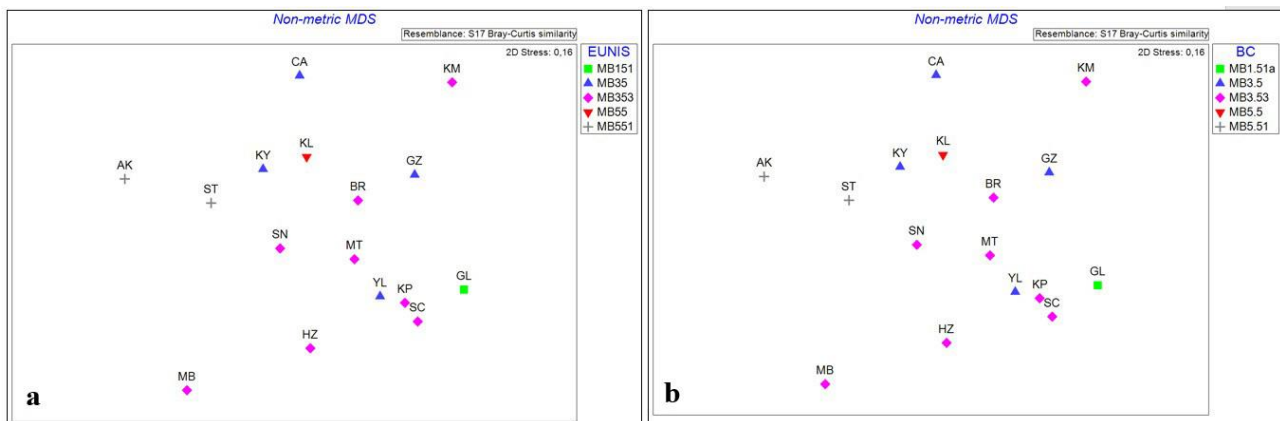 Non-metric MDS
Resemblance: S17 Bray-Curtis similarity
2D Stress: 0,16
EUNIS
MB151
MB35
MB353
MB55
MB551
CA
KM
KL
KY
GZ
AK
ST
BR
SN
MT
YL
KP
GL
SC
HZ
MB
a
Non-metric MDS
Resemblance: S17 Bray-Curtis similarity
2D Stress: 0,16
BC
MB1.51a
MB3.5
MB3.53
MB5.5
MB5.51
CA
KM
KL
KY
GZ
AK
ST
BR
SN
MT
YL
KP
GL
SC
HZ
MB
b